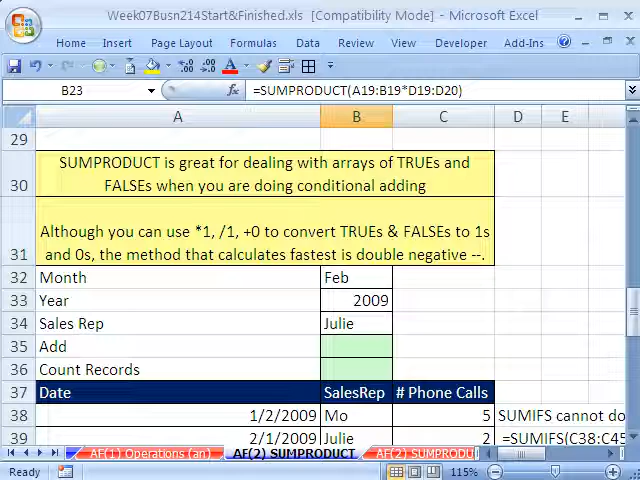 Week07Busn214Start&Finished.xls [Compatibility Mode] - Microsoft Excel
Home Insert Page Layout Formulas Data Review View Developer Add-Ins
B23 fx =SUMPRODUCT(A19:B19*D19:D20)
A B C D E
29
30 SUMPRODUCT is great for dealing with arrays of TRUEs and
FALSEs when you are doing conditional adding
Although you can use *1, /1, +0 to convert TRUEs & FALSEs to 1s
31 and 0s, the method that calculates fastest is double negative --.
32 Month Feb
33 Year 2009
34 Sales Rep Julie
35 Add
36 Count Records
37 Date SalesRep # Phone Calls
38 1/2/2009 Mo 5 SUMIFS cannot do
39 2/1/2009 Julie 2 =SUMIFS(C38:C45
AF(1) Operations (an) AF(2) SUMPRODUCT AF(2) SUMPRODU
Ready 115%